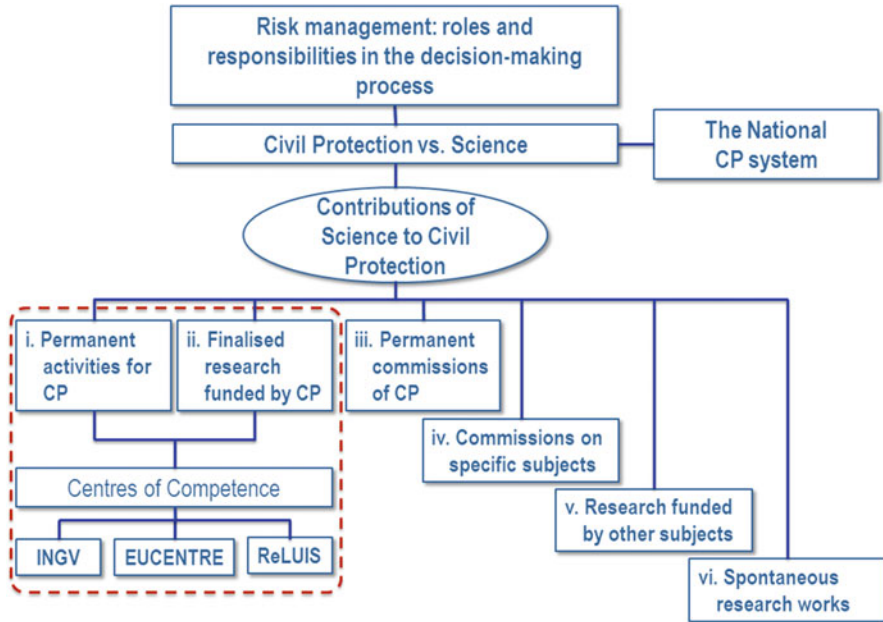 Risk management: roles and
responsibilities in the decision-making
process
Civil Protection vs. Science
The National
CP system
Contributions of
Science to Civil
Protection
i. Permanent
activities for
CP
ii. Finalised
research
funded by CP
iii. Permanent
commissions
of CP
iv. Commissions on
specific subjects
v. Research funded
by other subjects
vi. Spontaneous
research works
Centres of Competence
INGV
EUCENTRE
ReLUIS